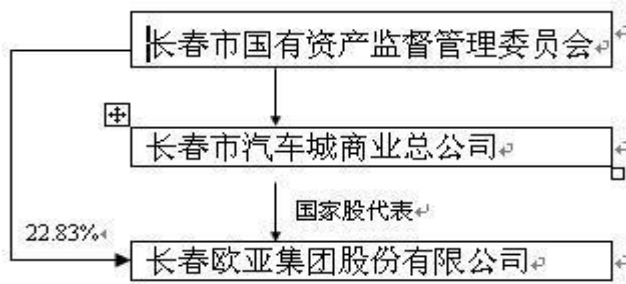 长春市国有资产监督管理委员会
长春市汽车城商业总公司
国家股代表
22.83%
长春欧亚集团股份有限公司